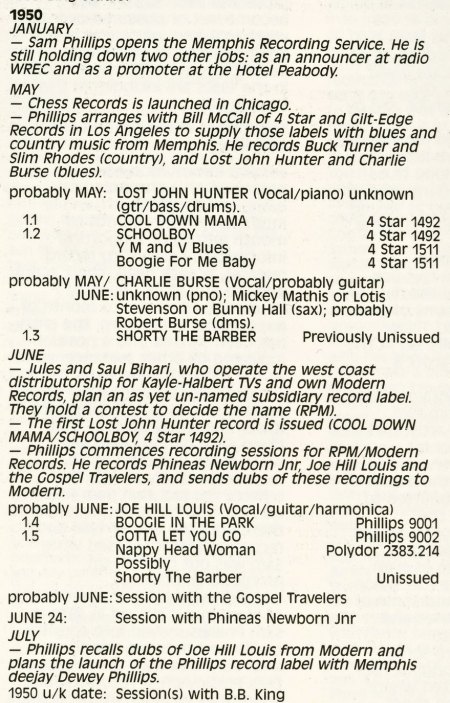 1950
JANUARY
— Sam Phillips opens the Memphis Recording Service. He is
still holding down two other jobs: as an announcer at radio
WREC and as a promoter at the Hotel Peabody.
MAY
— Chess Records is launched in Chicago.
— Phillips arranges with Bill McCall of 4 Star and Gilt-Edge
Records in Los Angeles to supply those labels with blues and
country music from Memphis. He records Buck Turner and
Slim Rhodes (country), and Lost John Hunter and Charlie
Burse (blues).
probably MAY: LOST JOHN HUNTER (Vocal/piano) unknown
(gtr/bass/drums).
1.1 COOL DOWN MAMA 4 Star 1492
1.2 SCHOOLBOY 4 Star 1492
Y M and V Blues 4 Star 1511
Boogie For Me Baby 4 Star 1511
probably MAY/ CHARLIE BURSE (Vocal/probably guitar)
JUNE: unknown (pno); Mickey Mathis or Lotis
Stevenson or Bunny Hall (sax); probably
Robert Burse (dms).
1.3 SHORTY THE BARBER Previously Unissued
JUNE
— Jules and Saul Bihari, who operate the west coast
distributorship for Kayle-Halbert TVs and own Modern
Records, plan an as yet un-named subsidiary record label.
They hold a contest to decide the name (RPM).
— The first Lost John Hunter record is issued (COOL DOWN
MAMA/SCHOOLBOY, 4 Star 1492).
— Phillips commences recording sessions for RPM/Modern
Records. He records Phineas Newborn Jnr, Joe Hill Louis and
the Gospel Travelers, and sends dubs of these recordings to
Modern.
probably JUNE: JOE HILL LOUIS (Vocal/guitar/harmonica)
1.4 BOOGIE IN THE PARK Phillips 9001
1.5 GOTTA LET YOU GO Phillips 9002
Nappy Head Woman Polydor 2383.214
Possibly
Shorty The Barber Unissued
probably JUNE: Session with the Gospel Travelers
JUNE 24: Session with Phineas Newborn Jnr
JULY
— Phillips recalls dubs of Joe Hill Louis from Modern and
plans the launch of the Phillips record label with Memphis
deejay Dewey Phillips.
1950 u/k date: Session(s) with B.B. King